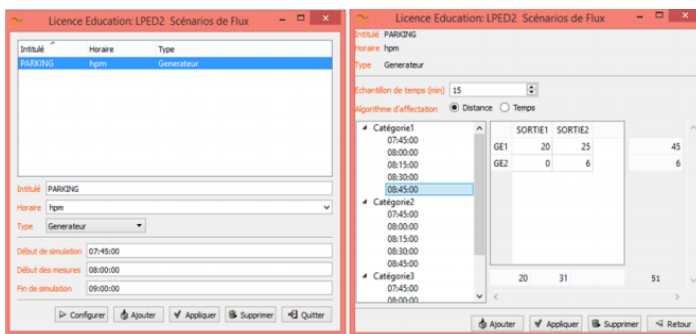 Licence Education: LPED2 Scénarios de Flux
Intitulé Horaire Type
PARKING hpm Generateur
Intitulé PARKING
Horaire hpm
Type Generateur
Début de simulation 07:45:00
Début des mesures 08:00:00
Fin de simulation 09:00:00
Configurer Ajouter Appliquer Supprimer Quitter
Licence Education: LPED2 Scénarios de Flux
Intitulé PARKING
Horaire hpm
Type Generateur
Echantillon de temps (min) 15
Algorithme d'affectation Distance Temps
Catégorie1
07:45:00
08:00:00
08:15:00
08:30:00
08:45:00
Catégorie2
07:45:00
08:00:00
08:15:00
08:30:00
08:45:00
Catégorie3
07:45:00
08:00:00
SORTIE1 SORTIE2
GE1 20 25 45
GE2 0 6 6
20 31 51
Ajouter Appliquer Supprimer Retour